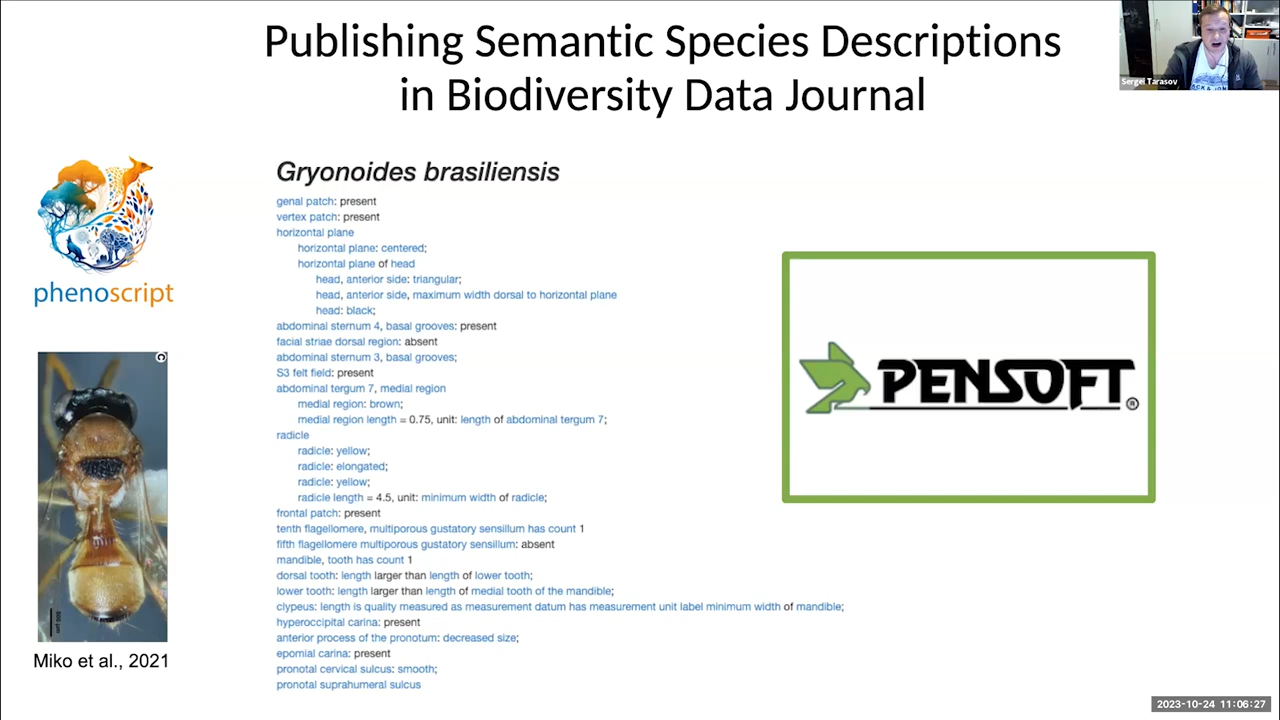 Publishing Semantic Species Descriptions
in Biodiversity Data Journal
Sergei Tarasov
phenoscript
Miko et al., 2021
Gryonoides brasiliensis
genal patch: present
vertex patch: present
horizontal plane
horizontal plane: centered;
horizontal plane of head
head, anterior side: triangular;
head, anterior side, maximum width dorsal to horizontal plane
head: black;
abdominal sternum 4, basal grooves: present
facial striae dorsal region: absent
abdominal sternum 3, basal grooves;
S3 felt field: present
abdominal tergum 7, medial region
medial region: brown;
medial region length = 0.75, unit: length of abdominal tergum 7;
radicle
radicle: yellow;
radicle: elongated;
radicle: yellow;
radicle length = 4.5, unit: minimum width of radicle;
frontal patch: present
tenth flagellomere, multiporous gustatory sensillum has count 1
fifth flagellomere multiporous gustatory sensillum: absent
mandible, tooth has count 1
dorsal tooth: length larger than length of lower tooth;
lower tooth: length larger than length of medial tooth of the mandible;
clypeus: length is quality measured as measurement datum has measurement unit label minimum width of mandible;
hyperoccipital carina: present
anterior process of the pronotum: decreased size;
epomial carina: present
pronotal cervical sulcus: smooth;
pronotal suprahumeral sulcus
PENSOFT®
2023-10-24 11:06:27